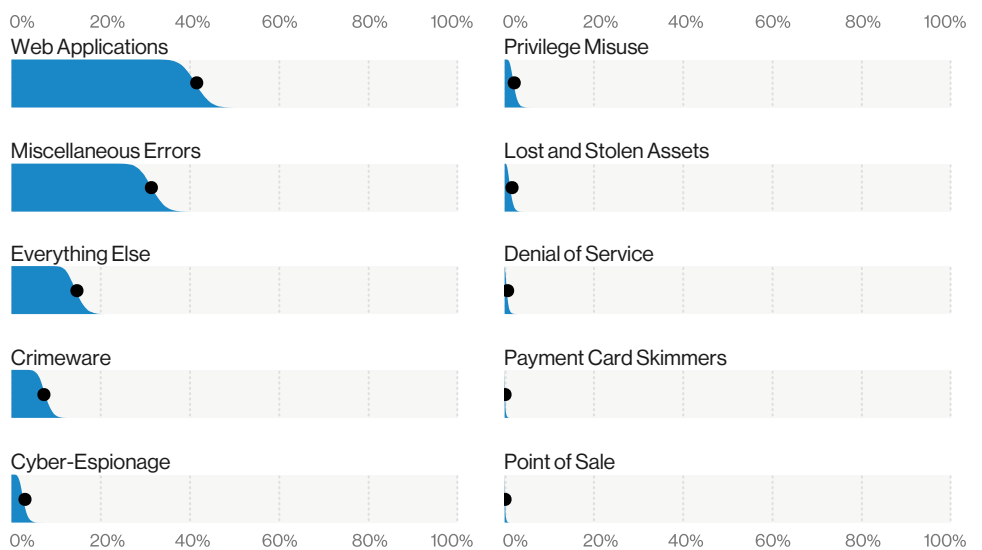 0% 20% 40% 60% 80% 100%
Web Applications
Miscellaneous Errors
Everything Else
Crimeware
Cyber-Espionage
0% 20% 40% 60% 80% 100%
0% 20% 40% 60% 80% 100%
Privilege Misuse
Lost and Stolen Assets
Denial of Service
Payment Card Skimmers
Point of Sale
0% 20% 40% 60% 80% 100%